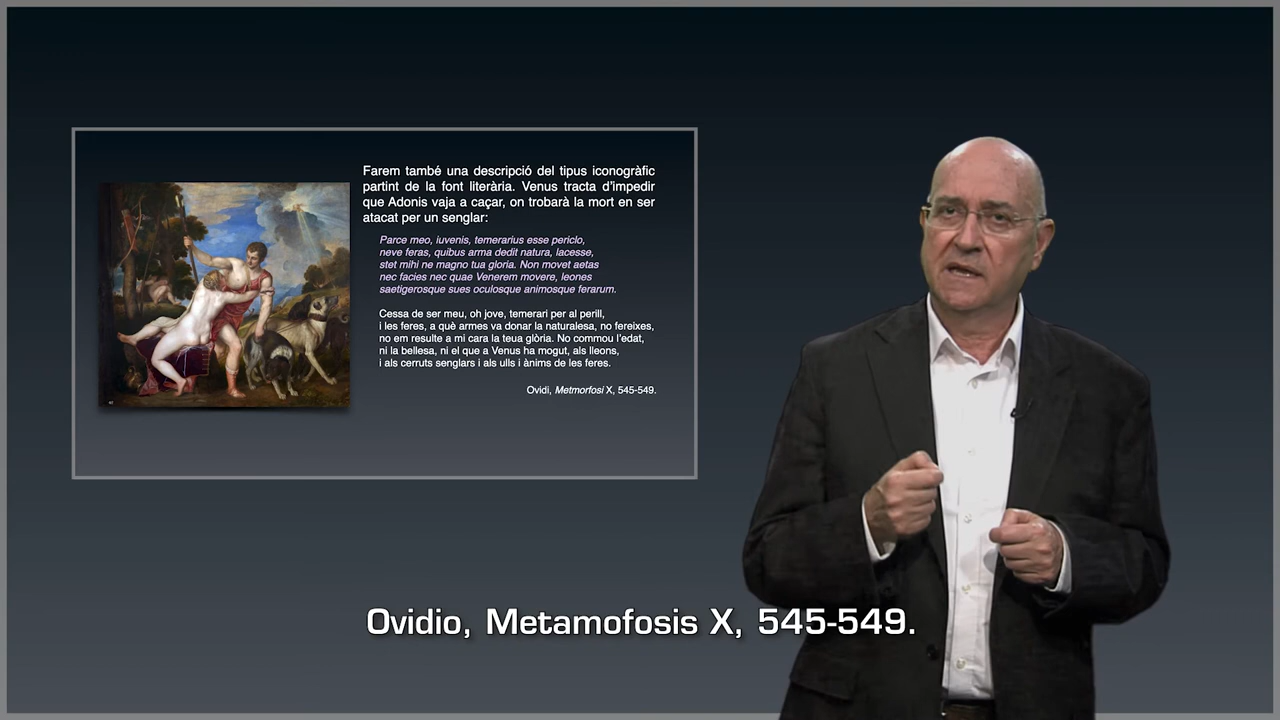 Farem també una descripció del tipus iconogràfic
partint de la font literària. Venus tracta d'impedir
que Adonis vaja a caçar, on trobarà la mort en ser
atacat per un senglar:
Parce meo, iuvenis, temerarius esse periclo,
neve feras, quibus arma dedit natura, lacesse,
stet mihi ne magno tua gloria. Non movet aetas
nec facies nec quae Venerem movere, leones
saetigerosque sues oculosque animosque ferarum.
Cessa de ser meu, oh jove, temerari per al perill,
i les feres, a què armes va donar la naturalesa, no fereixes,
no em resulte a mi cara la teua glòria. No commou l'edat,
ni la bellesa, ni el que a Venus ha mogut, als lleons,
i als cerruts senglars i als ulls i ànims de les feres.
Ovidi, Metmorfosi X, 545-549.
Ovidio, Metamofosis X, 545-549.